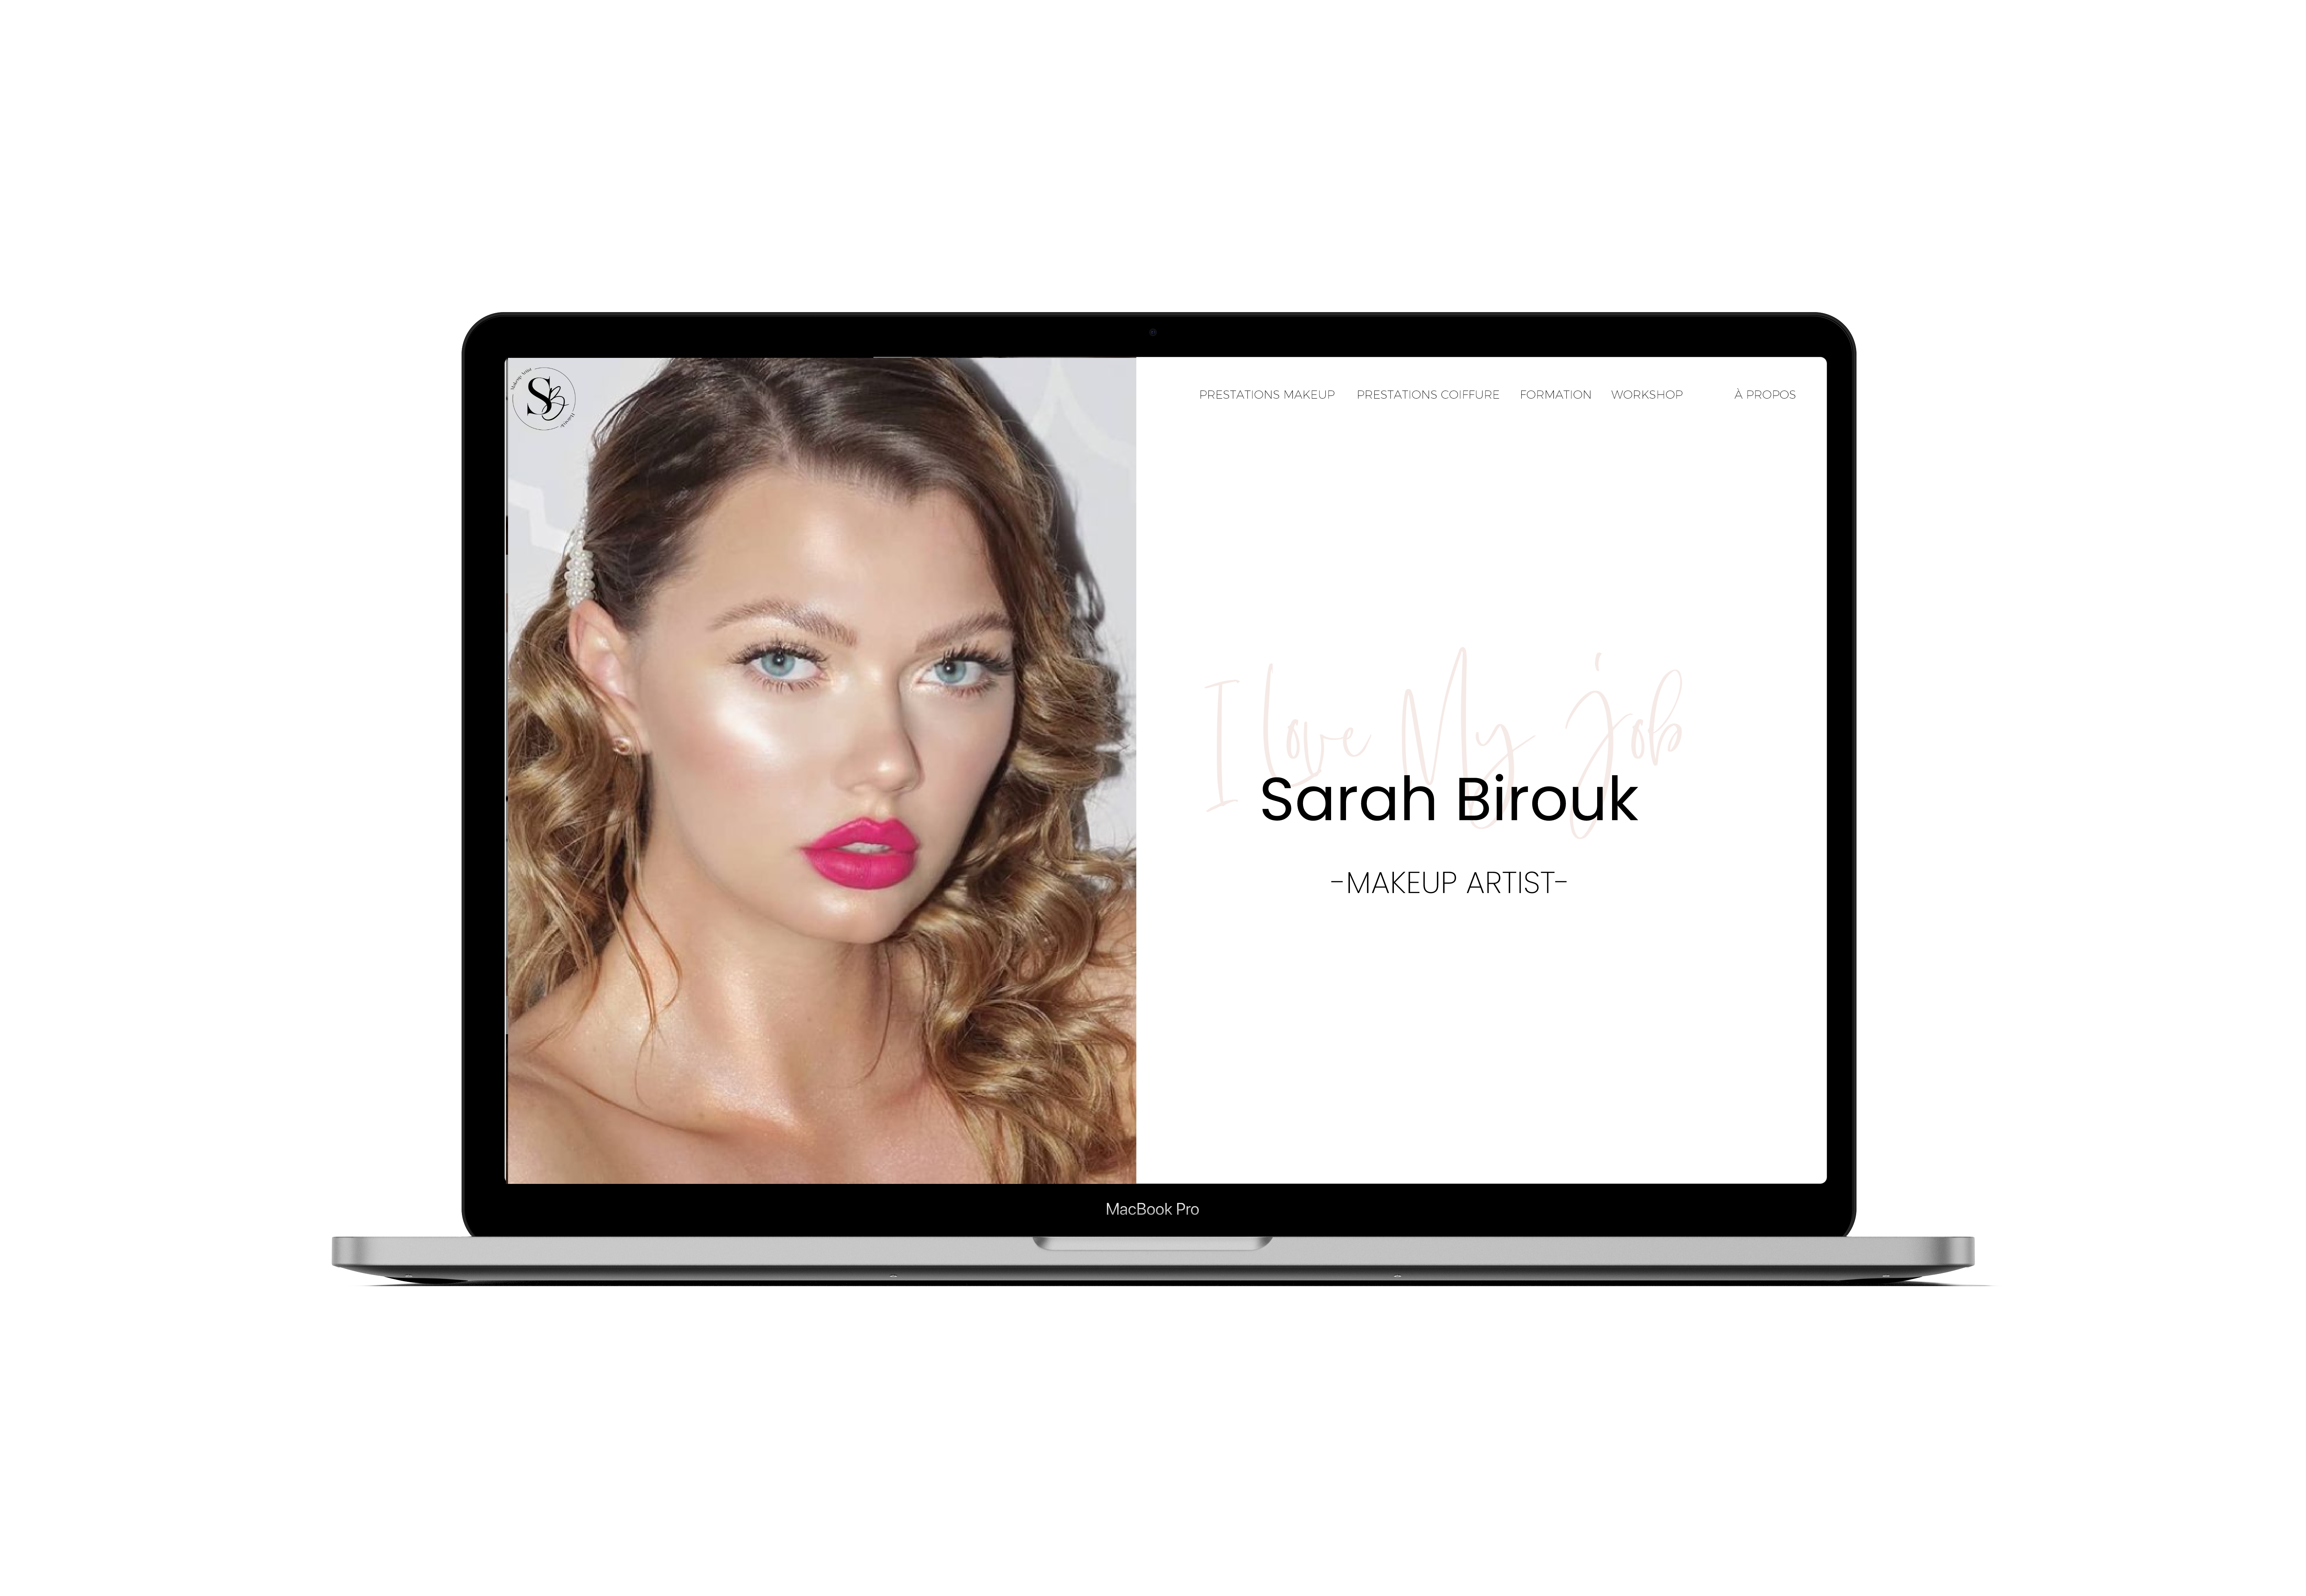 SB
PRESTATIONS MAKEUP PRESTATIONS COIFFURE FORMATION WORKSHOP À PROPOS
I love My Job
Sarah Birouk
-MAKEUP ARTIST-
MacBook Pro